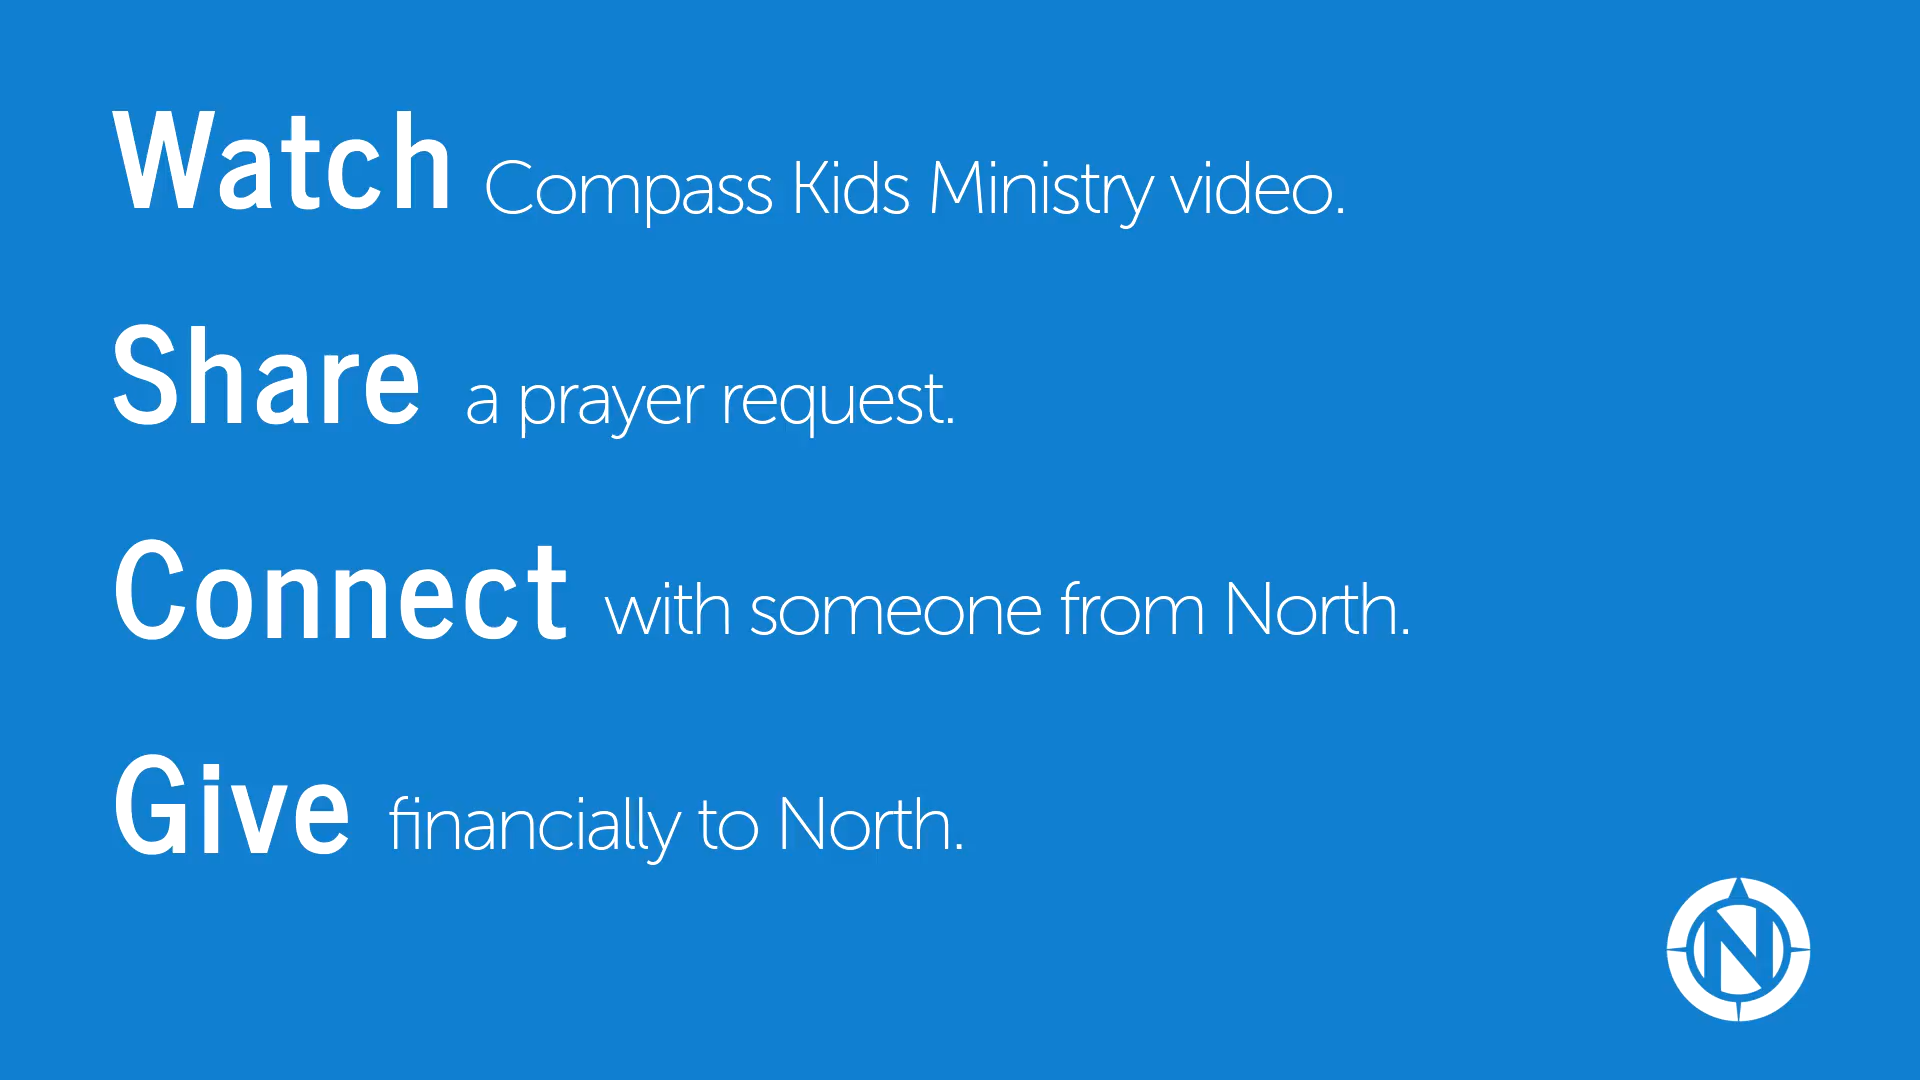 Watch Compass Kids Ministry video.
Share a prayer request.
Connect with someone from North.
Give financially to North.
N